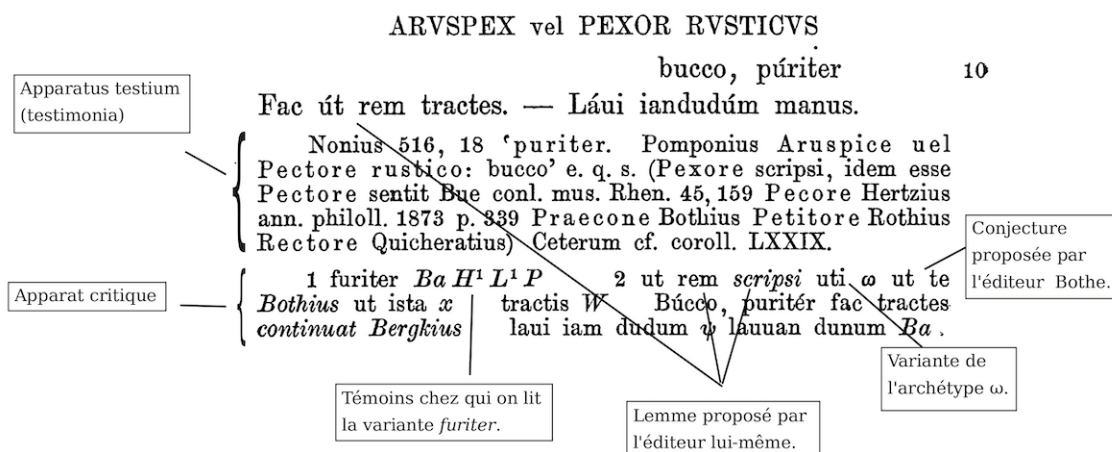 ARVSPEX vel PEXOR RVSTICVS
bucco, púriter 10
Apparatus testium
(testimonia)
Fac út rem tractes. — Láui iandudúm manus.
Nonius 516, 18 ‘puriter. Pomponius Aruspice uel
Pectore rustico: bucco’ e. q. s. (Pexore scripsi, idem esse
Pectore sentit Bue conl. mus. Rhen. 45, 159 Pecore Hertzius
ann. philoll. 1873 p. 339 Praecone Bothius Petitore Rothius
Rectore Quicheratius) Ceterum cf. coroll. LXXIX.
Conjecture
proposée par
l'éditeur Bothe.
Apparat critique
1 furiter Ba H¹ L¹ P 2 ut rem scripsi uti ω ut te
Bothius ut ista x tractis W Búcco, puritér fac tractes
continuat Bergkius laui iam dudum ψ lauuan dunum Ba .
Variante de
l'archétype ω.
Témoins chez qui on lit
la variante furiter.
Lemme proposé par
l'éditeur lui-même.